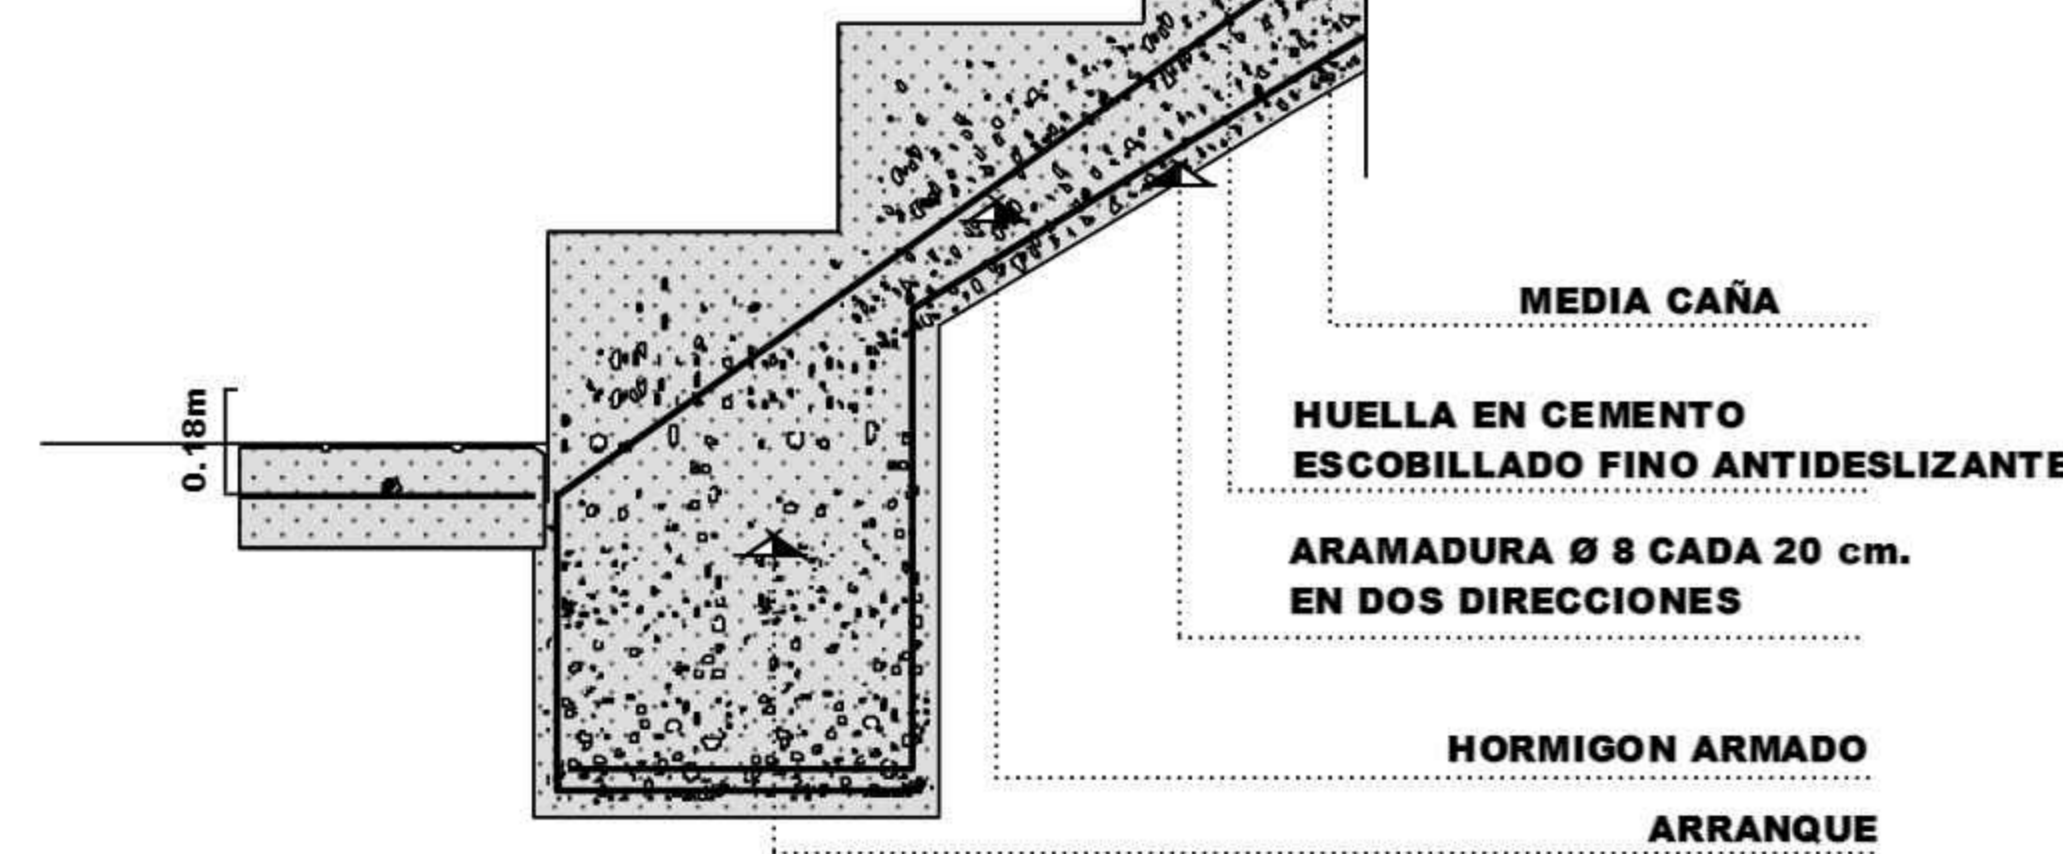 0.18m
MEDIA CAÑA
HUELLA EN CEMENTO
ESCOBILLADO FINO ANTIDESLIZANTE
ARAMADURA Ø 8 CADA 20 cm.
EN DOS DIRECCIONES
HORMIGON ARMADO
ARRANQUE